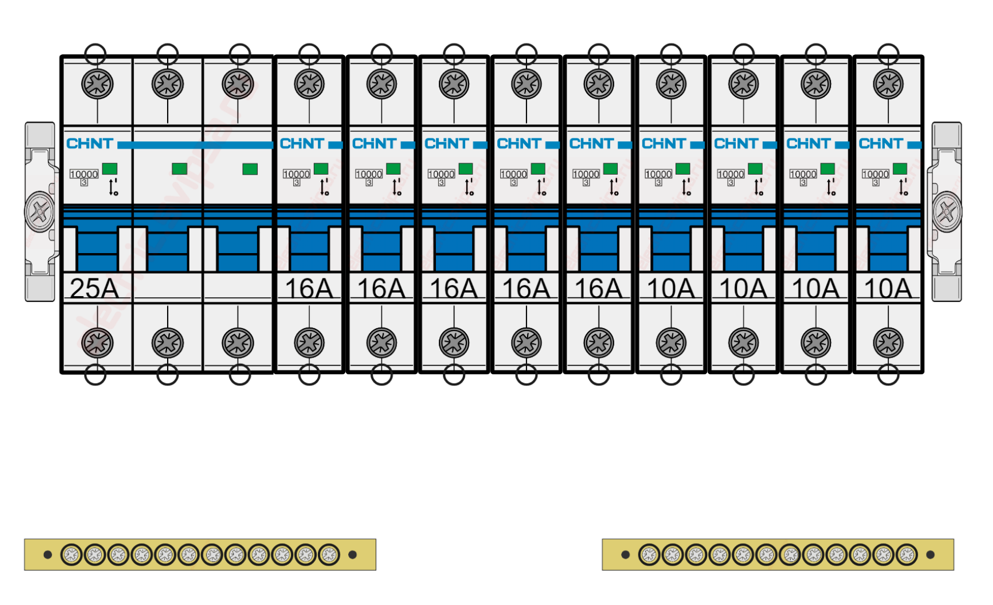 CHNT CHNT CHNT CHNT CHNT CHNT CHNT CHNT CHNT CHNT
10000 10000 10000 10000 10000 10000 10000 10000 10000 10000
3 3 3 3 3 3 3 3 3 3
25A 16A 16A 16A 16A 16A 10A 10A 10A 10A